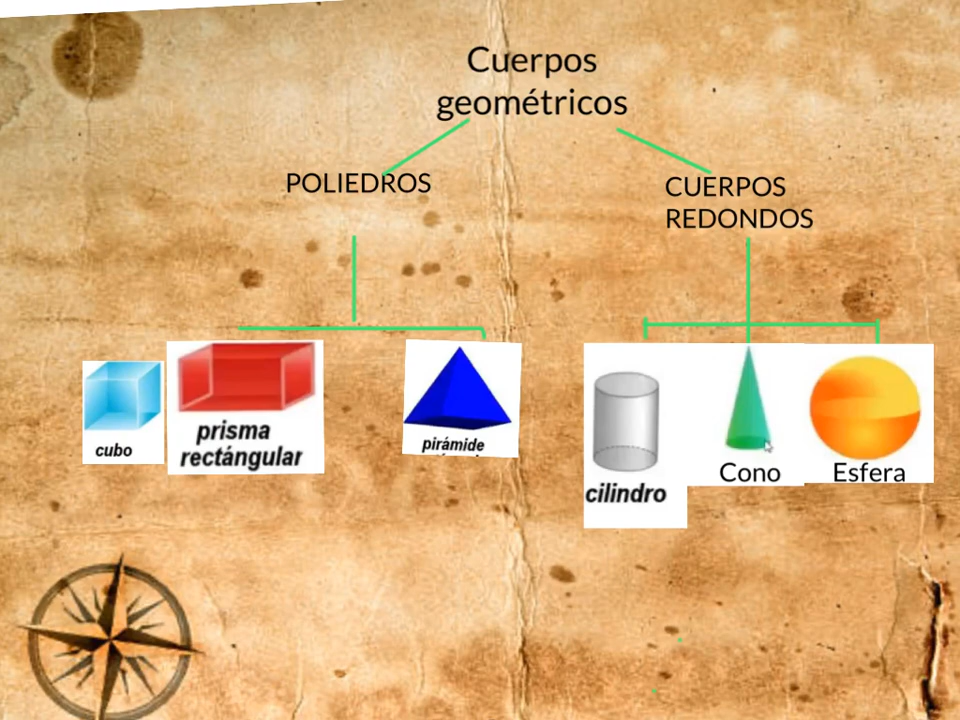 Cuerpos
geométricos
POLIEDROS
CUERPOS
REDONDOS
cubo
prisma
rectángular
pirámide
cilindro
Cono
Esfera